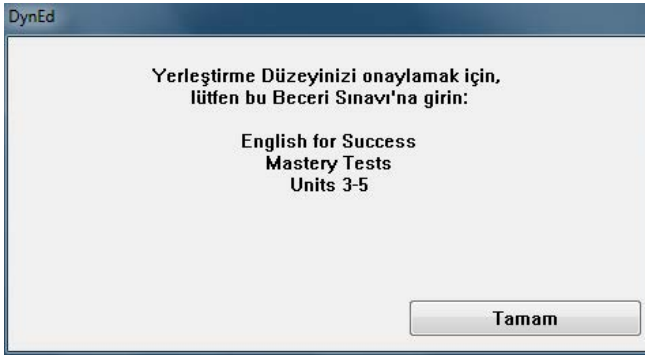 DynEd
Yerleştirme Düzeyinizi onaylamak için,
lütfen bu Beceri Sınavı'na girin:
English for Success
Mastery Tests
Units 3-5
Tamam